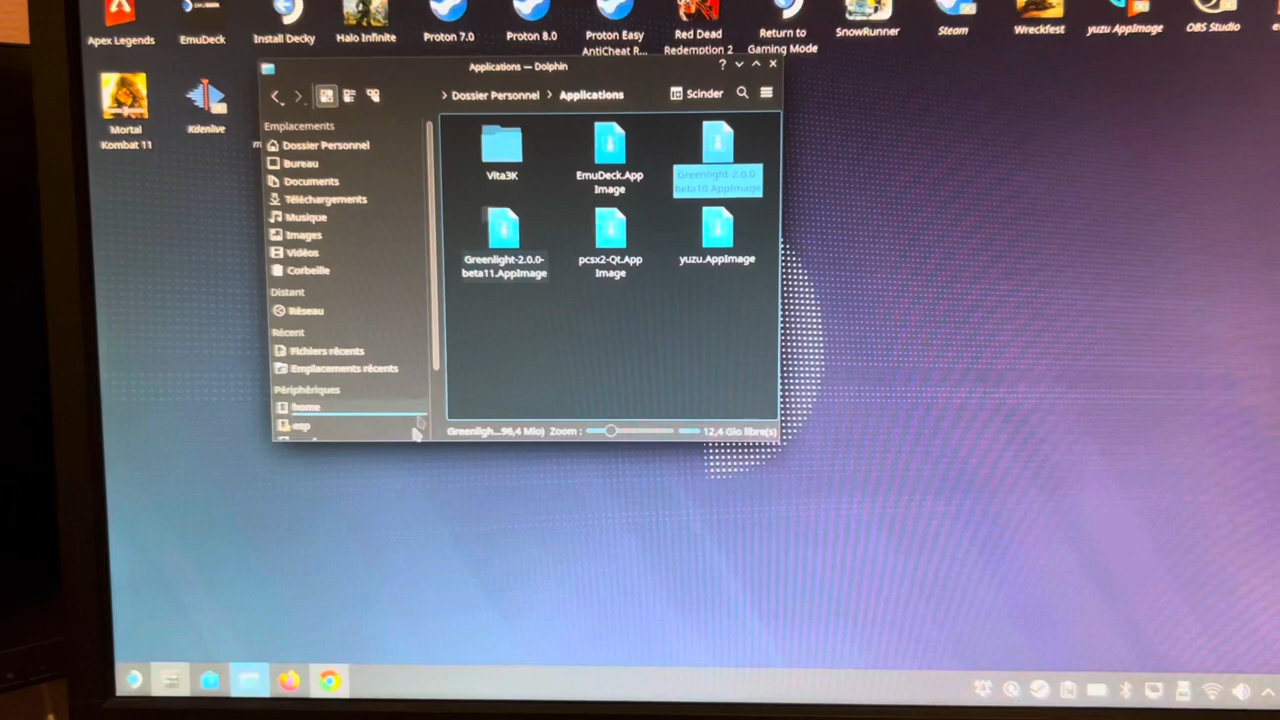 Apex Legends
EmuDeck
Install Decky
Halo Infinite
Proton 7.0
Proton 8.0
Proton Easy
AntiCheat R...
Red Dead
Redemption 2
Return to
Gaming Mode
SnowRunner
Steam
Wreckfest
yuzu AppImage
OBS Studio
Mortal
Kombat 11
Kdenlive
Applications — Dolphin
Dossier Personnel
Applications
Scinder
Emplacements
Dossier Personnel
Bureau
Documents
Téléchargements
Musique
Images
Vidéos
Corbeille
Distant
Réseau
Récent
Fichiers récents
Emplacements récents
Périphériques
home
esp
Vita3K
EmuDeck.App
Image
Greenlight-2.0.0-
beta10.AppImage
Greenlight-2.0.0-
beta11.AppImage
pcsx2-Qt.App
Image
yuzu.AppImage
Greenligh...96,4 Mio)
Zoom :
12,4 Gio libre(s)